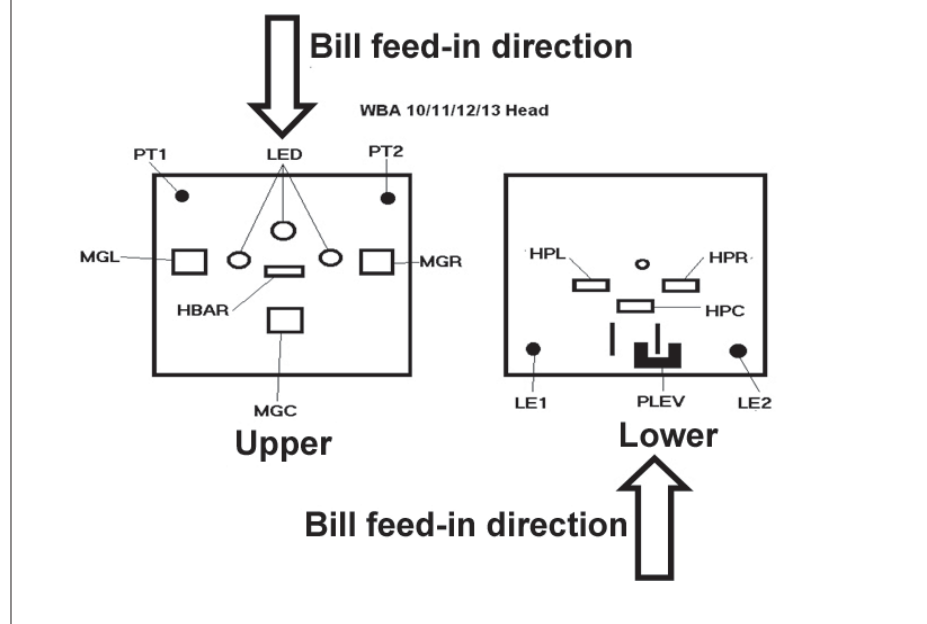 Bill feed-in direction
WBA 10/11/12/13 Head
PT1
LED
PT2
MGL
MGR
HBAR
MGC
Upper
HPL
HPR
HPC
LE1
PLEV
LE2
Lower
Bill feed-in direction